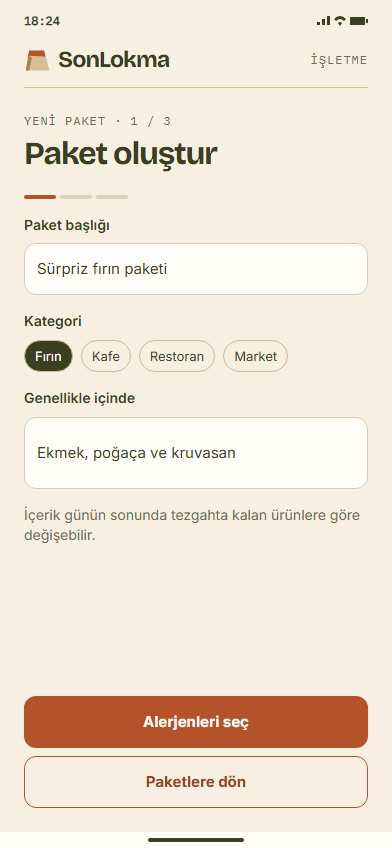 18:24
SonLokma
İŞLETME
YENİ PAKET · 1 / 3
Paket oluştur
Paket başlığı
Sürpriz fırın paketi
Kategori
Fırın Kafe Restoran Market
Genellikle içinde
Ekmek, poğaça ve kruvasan
İçerik günün sonunda tezgahta kalan ürünlere göre
değişebilir.
Alerjenleri seç
Paketlere dön